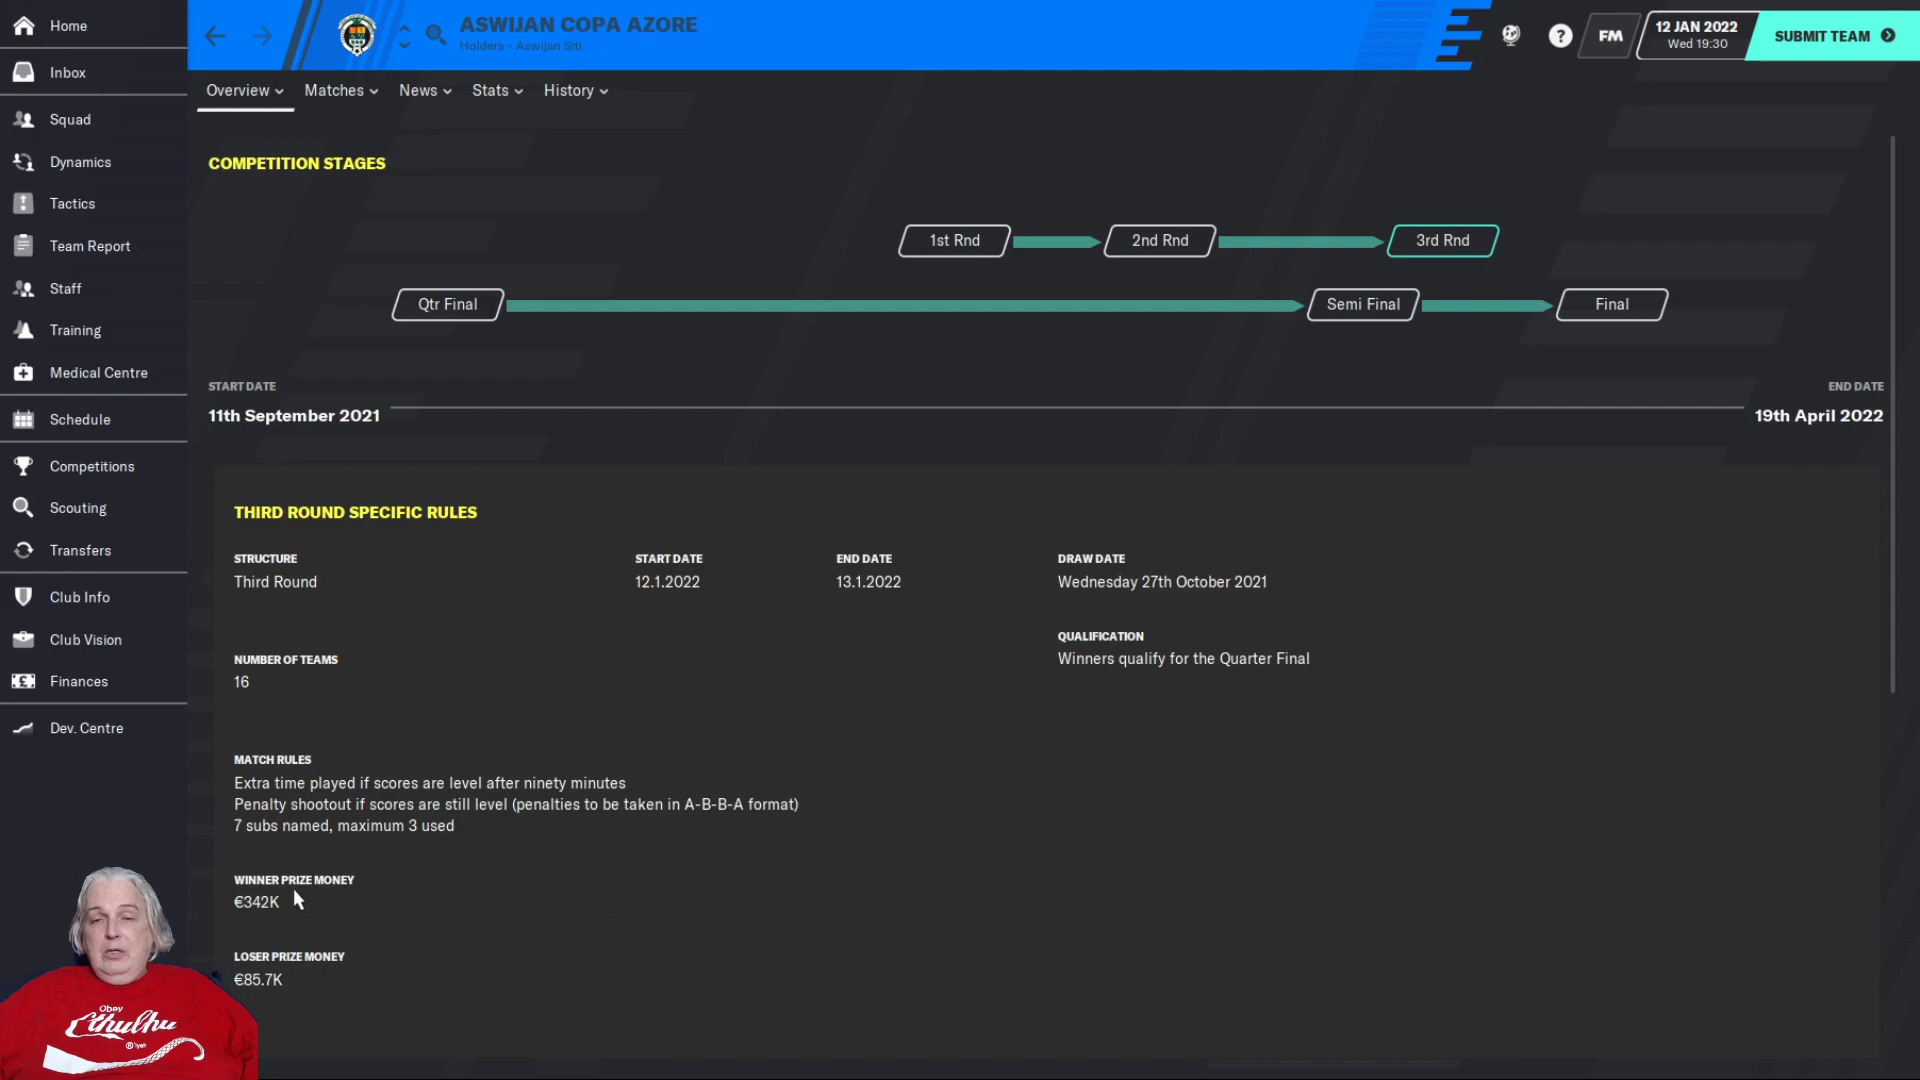 Home
Inbox
Squad
Dynamics
Tactics
Team Report
Staff
Training
Medical Centre
Schedule
Competitions
Scouting
Transfers
Club Info
Club Vision
Finances
Dev. Centre
ASWIJAN COPA AZORE
Holders - Aswijan Siti
?
FM
12 JAN 2022
Wed 19:30
SUBMIT TEAM
Overview
Matches
News
Stats
History
COMPETITION STAGES
1st Rnd
2nd Rnd
3rd Rnd
Qtr Final
Semi Final
Final
START DATE
END DATE
11th September 2021
19th April 2022
THIRD ROUND SPECIFIC RULES
STRUCTURE
Third Round
START DATE
12.1.2022
END DATE
13.1.2022
DRAW DATE
Wednesday 27th October 2021
QUALIFICATION
Winners qualify for the Quarter Final
NUMBER OF TEAMS
16
MATCH RULES
Extra time played if scores are level after ninety minutes
Penalty shootout if scores are still level (penalties to be taken in A-B-B-A format)
7 subs named, maximum 3 used
WINNER PRIZE MONEY
€342K
LOSER PRIZE MONEY
€85.7K
Obey
Cthulhu